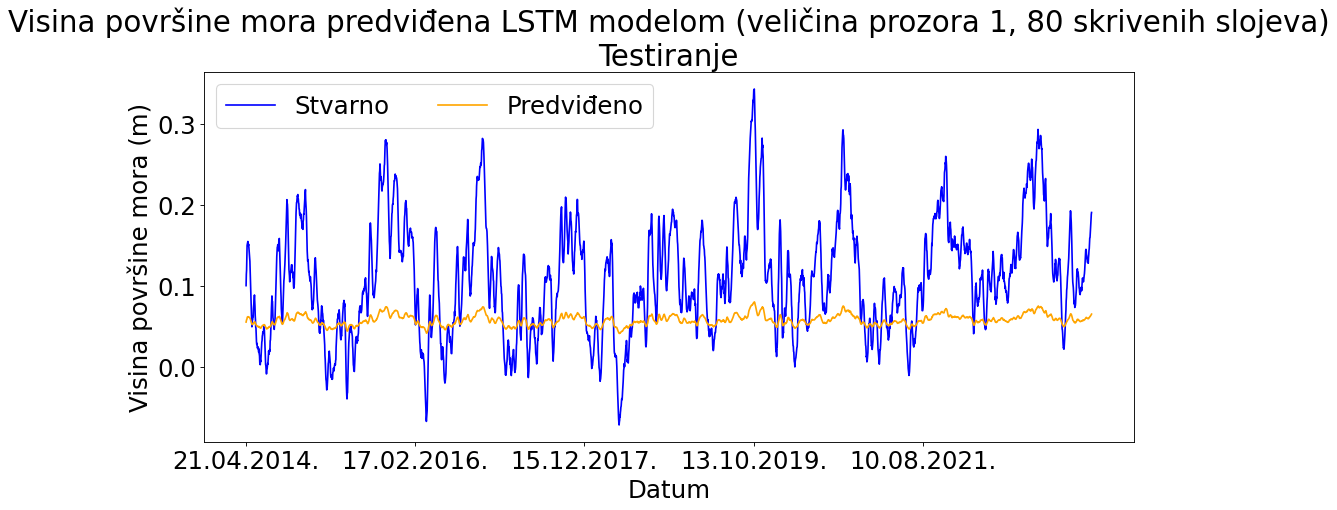 Visina površine mora predviđena LSTM modelom (veličina prozora 1, 80 skrivenih slojeva)
Testiranje
Stvarno Predviđeno
Visina površine mora (m)
0.3
0.2
0.1
0.0
21.04.2014. 17.02.2016. 15.12.2017. 13.10.2019. 10.08.2021.
Datum